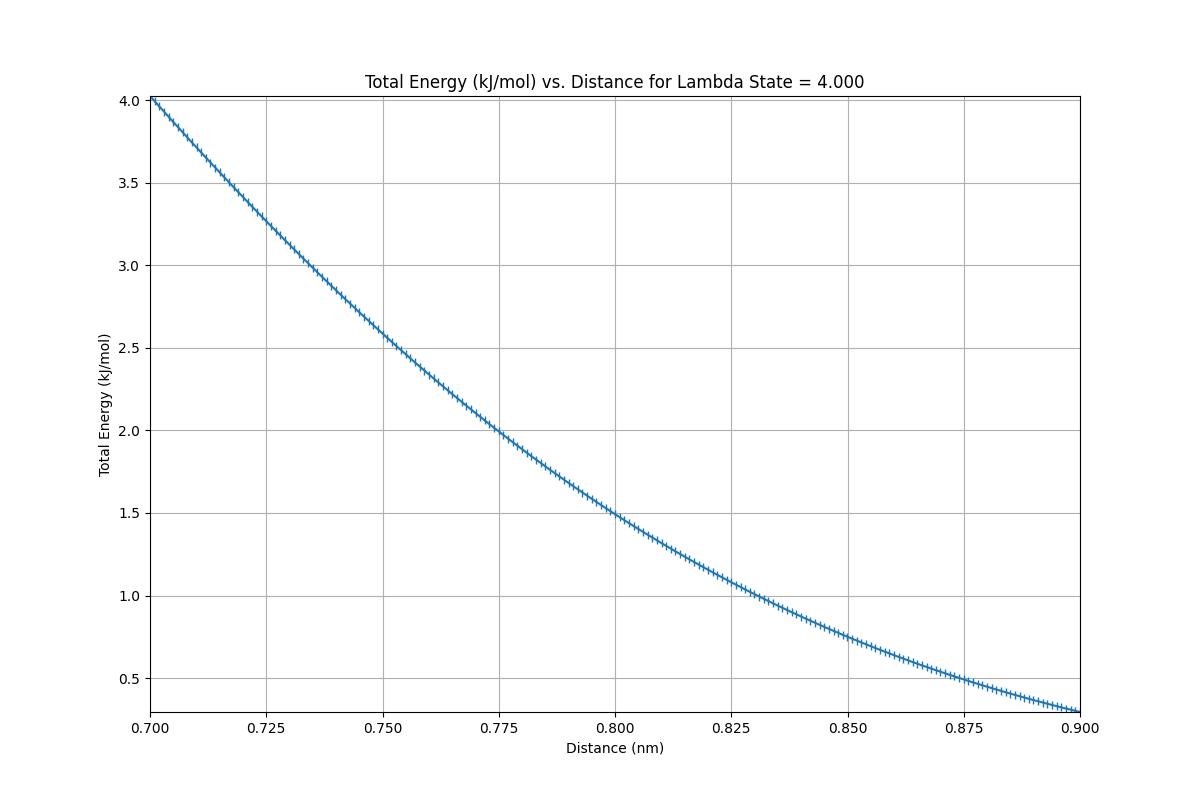 Total Energy (kJ/mol) vs. Distance for Lambda State = 4.000
4.0
3.5
3.0
2.5
2.0
1.5
1.0
0.5
Total Energy (kJ/mol)
0.700 0.725 0.750 0.775 0.800 0.825 0.850 0.875 0.900
Distance (nm)